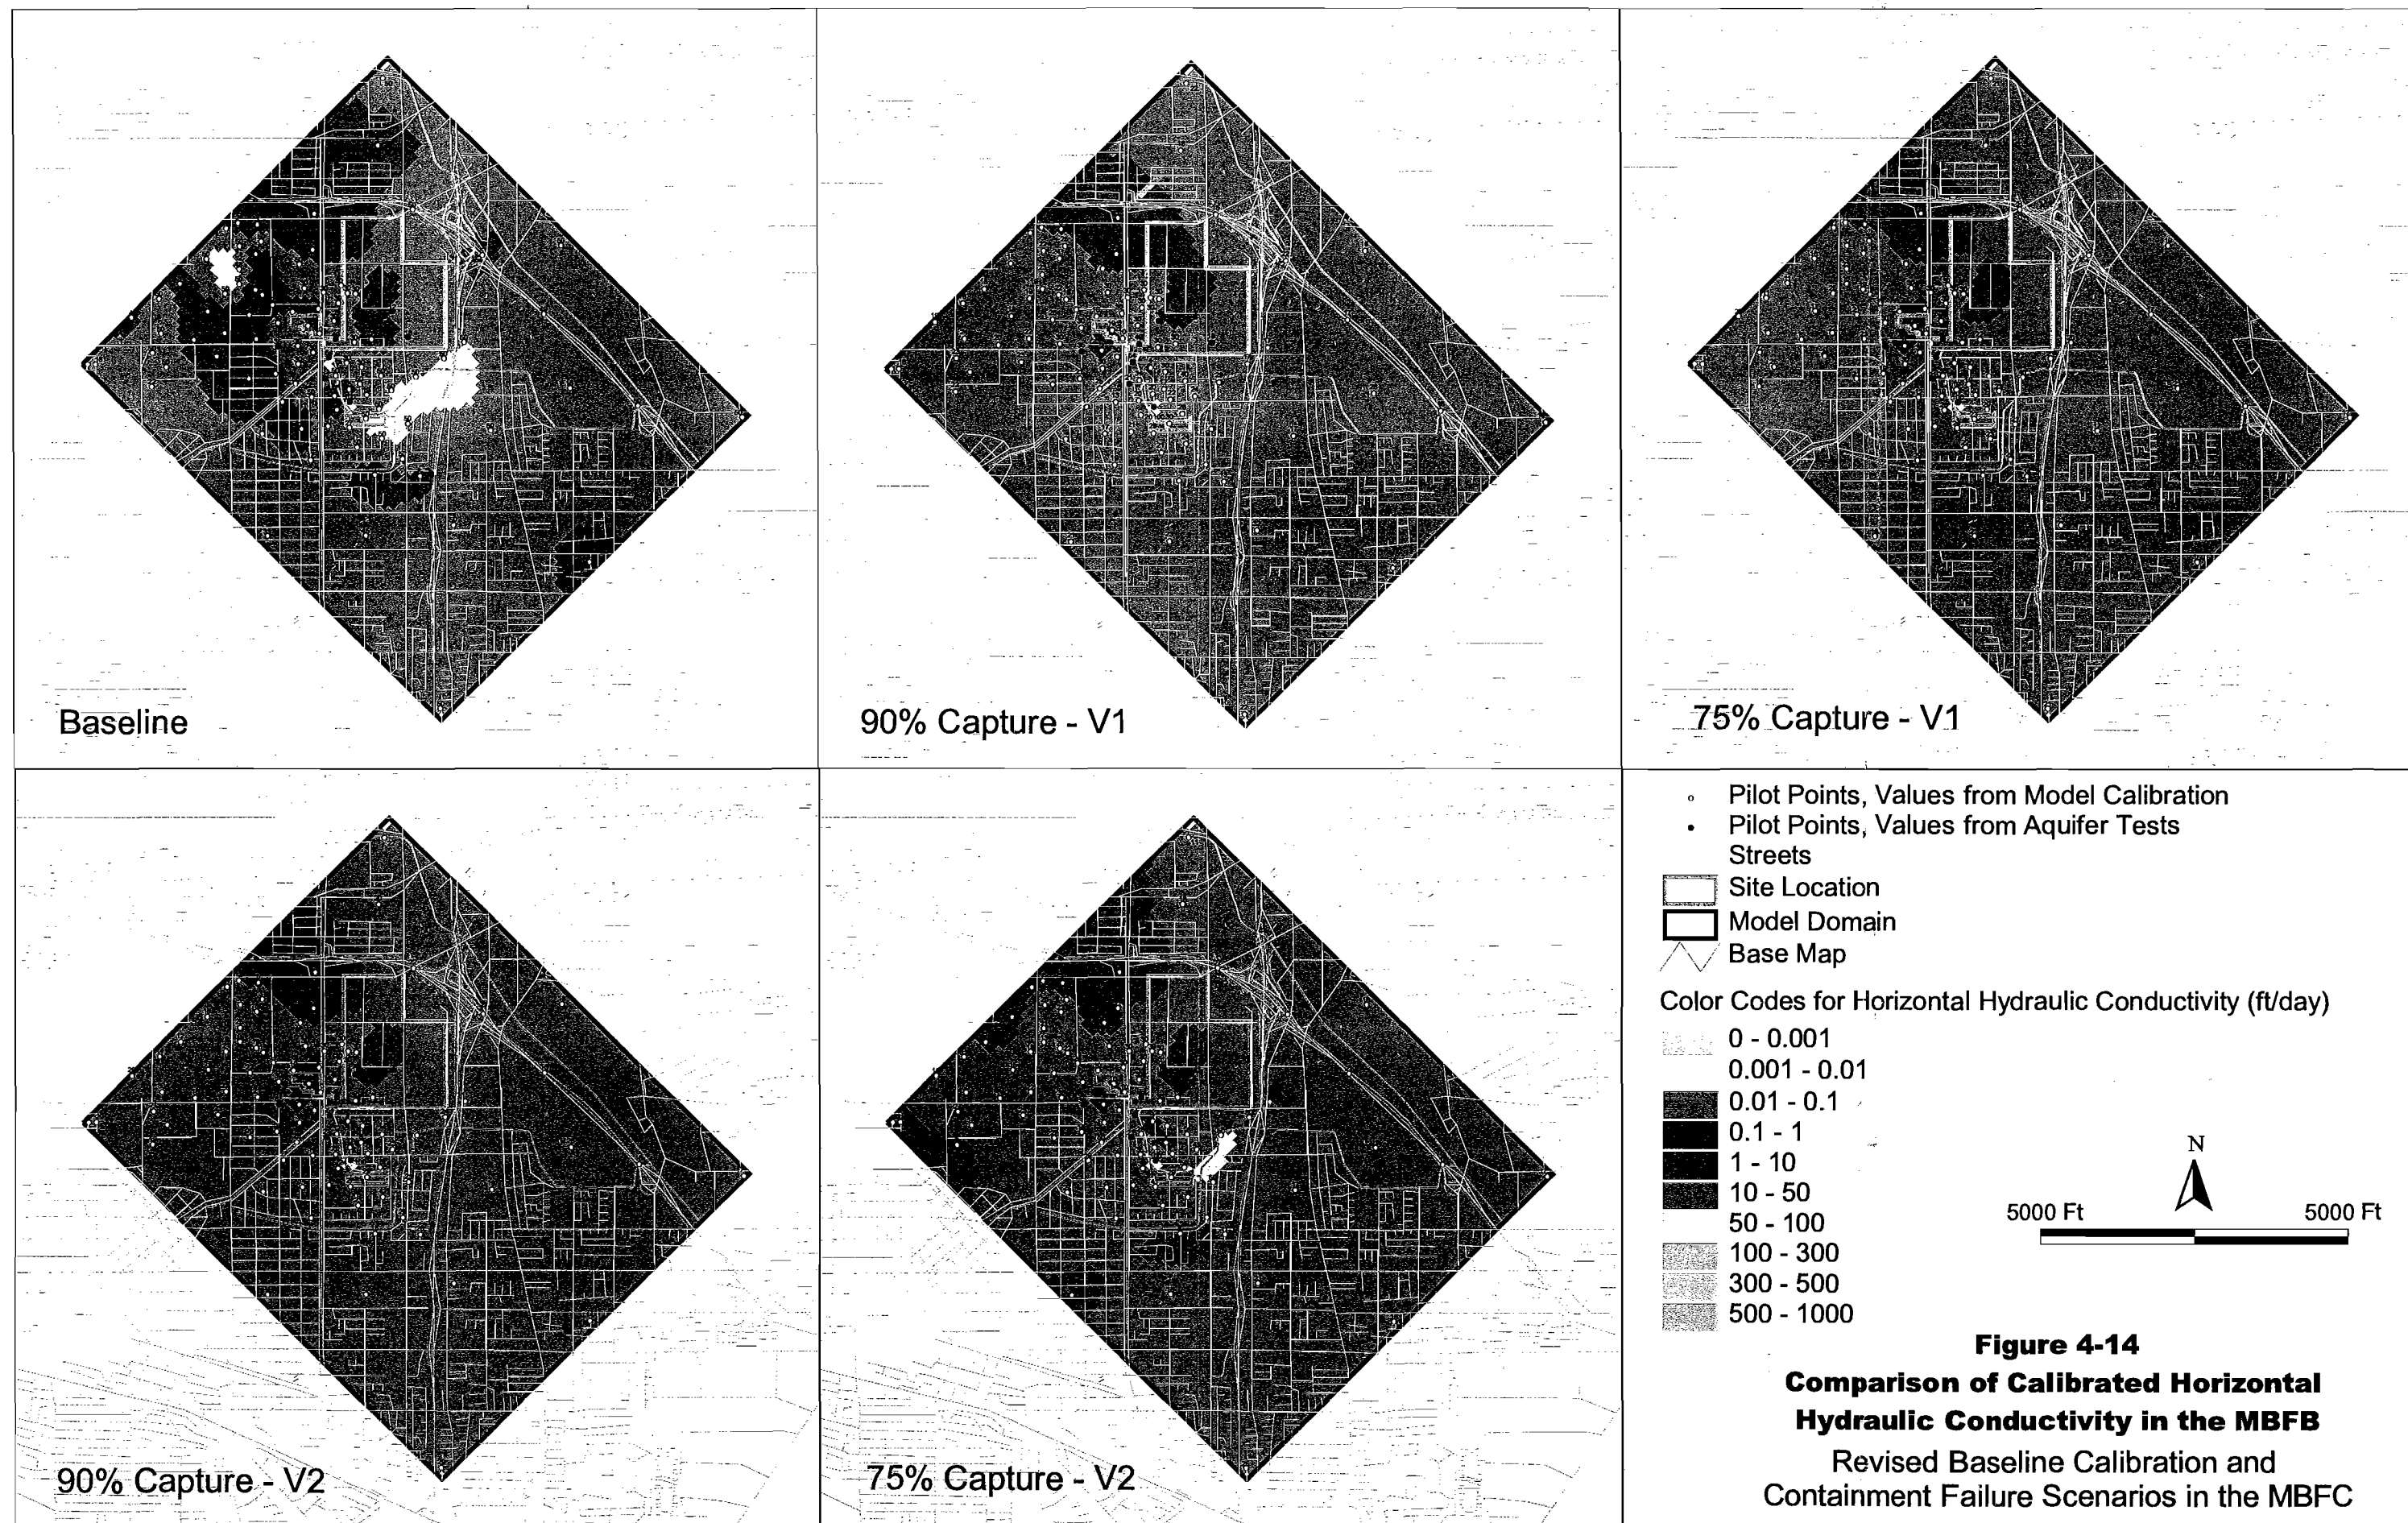 Baseline
90% Capture - V1
75% Capture - V1
90% Capture - V2
75% Capture - V2
Pilot Points, Values from Model Calibration
Pilot Points, Values from Aquifer Tests
Streets
Site Location
Model Domain
Base Map
Color Codes for Horizontal Hydraulic Conductivity (ft/day)
0 - 0.001
0.001 - 0.01
0.01 - 0.1
0.1 - 1
1 - 10
10 - 50
50 - 100
100 - 300
300 - 500
500 - 1000
N
5000 Ft 5000 Ft
Figure 4-14
Comparison of Calibrated Horizontal
Hydraulic Conductivity in the MBFB
Revised Baseline Calibration and
Containment Failure Scenarios in the MBFC